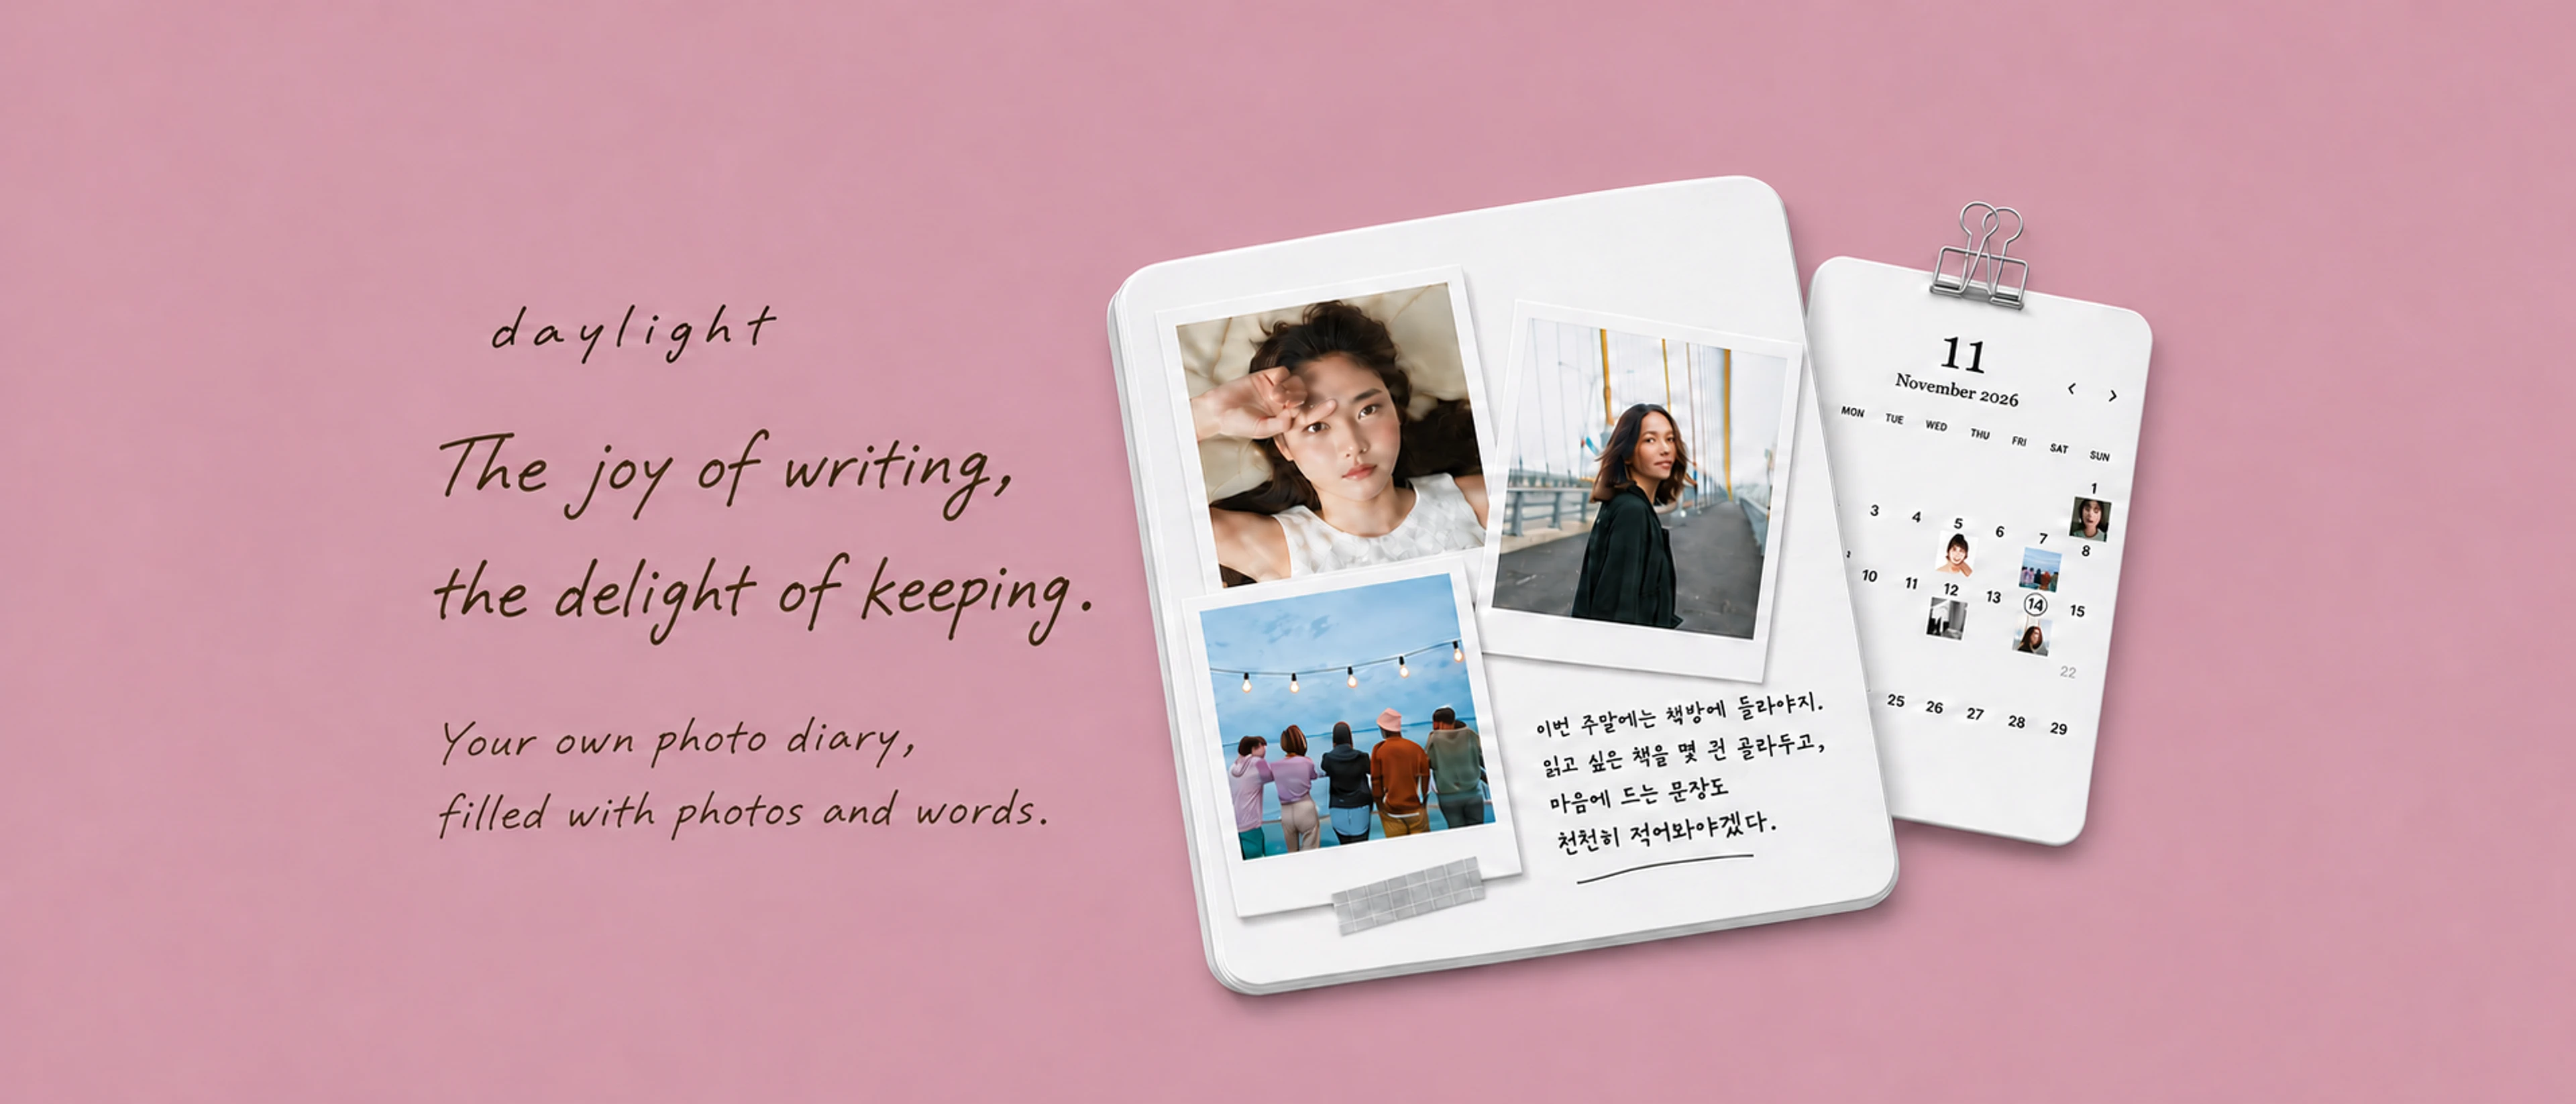 daylight
The joy of writing,
the delight of keeping.
Your own photo diary,
filled with photos and words.
이번 주말에는 책방에 들라야지.
읽고 싶은 책을 몇 권 골라두고,
마음에 드는 문장도
천천히 적어봐야겠다.
11
November 2026
MON TUE WED THU FRI SAT SUN
1
3 4 5 6 7 8
10 11 12 13 14 15
22
25 26 27 28 29